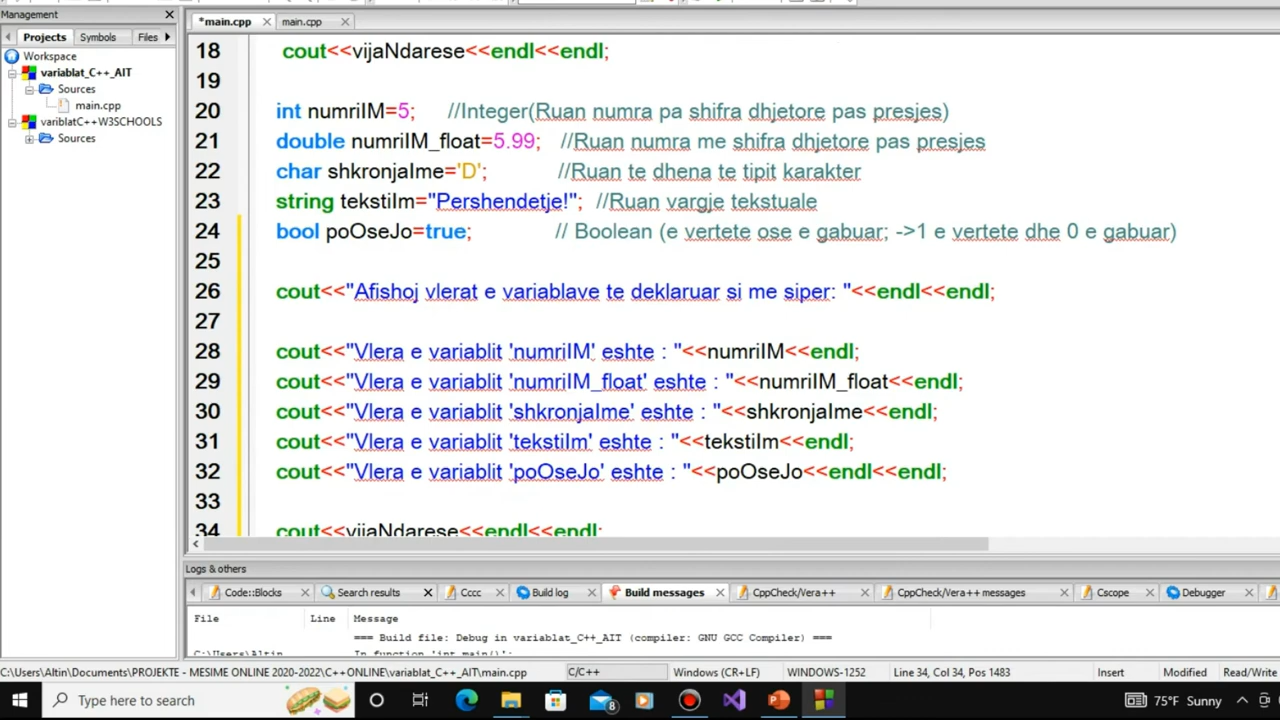 Management
*main.cpp
main.cpp
Projects
Symbols
Files
Workspace
variablat_C++_AIT
Sources
main.cpp
variblatC++W3SCHOOLS
Sources
18 cout<<vijaNdarese<<endl<<endl;
19
20 int numriIM=5; //Integer(Ruan numra pa shifra dhjetore pas presjes)
21 double numriIM_float=5.99; //Ruan numra me shifra dhjetore pas presjes
22 char shkronjaIme='D'; //Ruan te dhena te tipit karakter
23 string tekstiIm="Pershendetje!"; //Ruan vargje tekstuale
24 bool poOseJo=true; // Boolean (e vertete ose e gabuar; ->1 e vertete dhe 0 e gabuar)
25
26 cout<<"Afishoj vlerat e variablave te deklaruar si me siper: "<<endl<<endl;
27
28 cout<<"Vlera e variablit 'numriIM' eshte : "<<numriIM<<endl;
29 cout<<"Vlera e variablit 'numriIM_float' eshte : "<<numriIM_float<<endl;
30 cout<<"Vlera e variablit 'shkronjaIme' eshte : "<<shkronjaIme<<endl;
31 cout<<"Vlera e variablit 'tekstiIm' eshte : "<<tekstiIm<<endl;
32 cout<<"Vlera e variablit 'poOseJo' eshte : "<<poOseJo<<endl<<endl;
33
34 cout<<vijaNdarese<<endl<<endl;
Logs & others
Code::Blocks
Search results
Cccc
Build log
Build messages
CppCheck/Vera++
CppCheck/Vera++ messages
Cscope
Debugger
File Line Message
=== Build file: Debug in variablat_C++_AIT (compiler: GNU GCC Compiler) ===
C:\Users\Altin\... In function 'int main()':
C:\Users\Altin\Documents\PROJEKTE - MESIME ONLINE 2020-2022\C++ONLINE\variablat_C++_AIT\main.cpp C/C++ Windows (CR+LF) WINDOWS-1252 Line 34, Col 34, Pos 1483 Insert Modified Read/Write
Type here to search
8
75°F Sunny